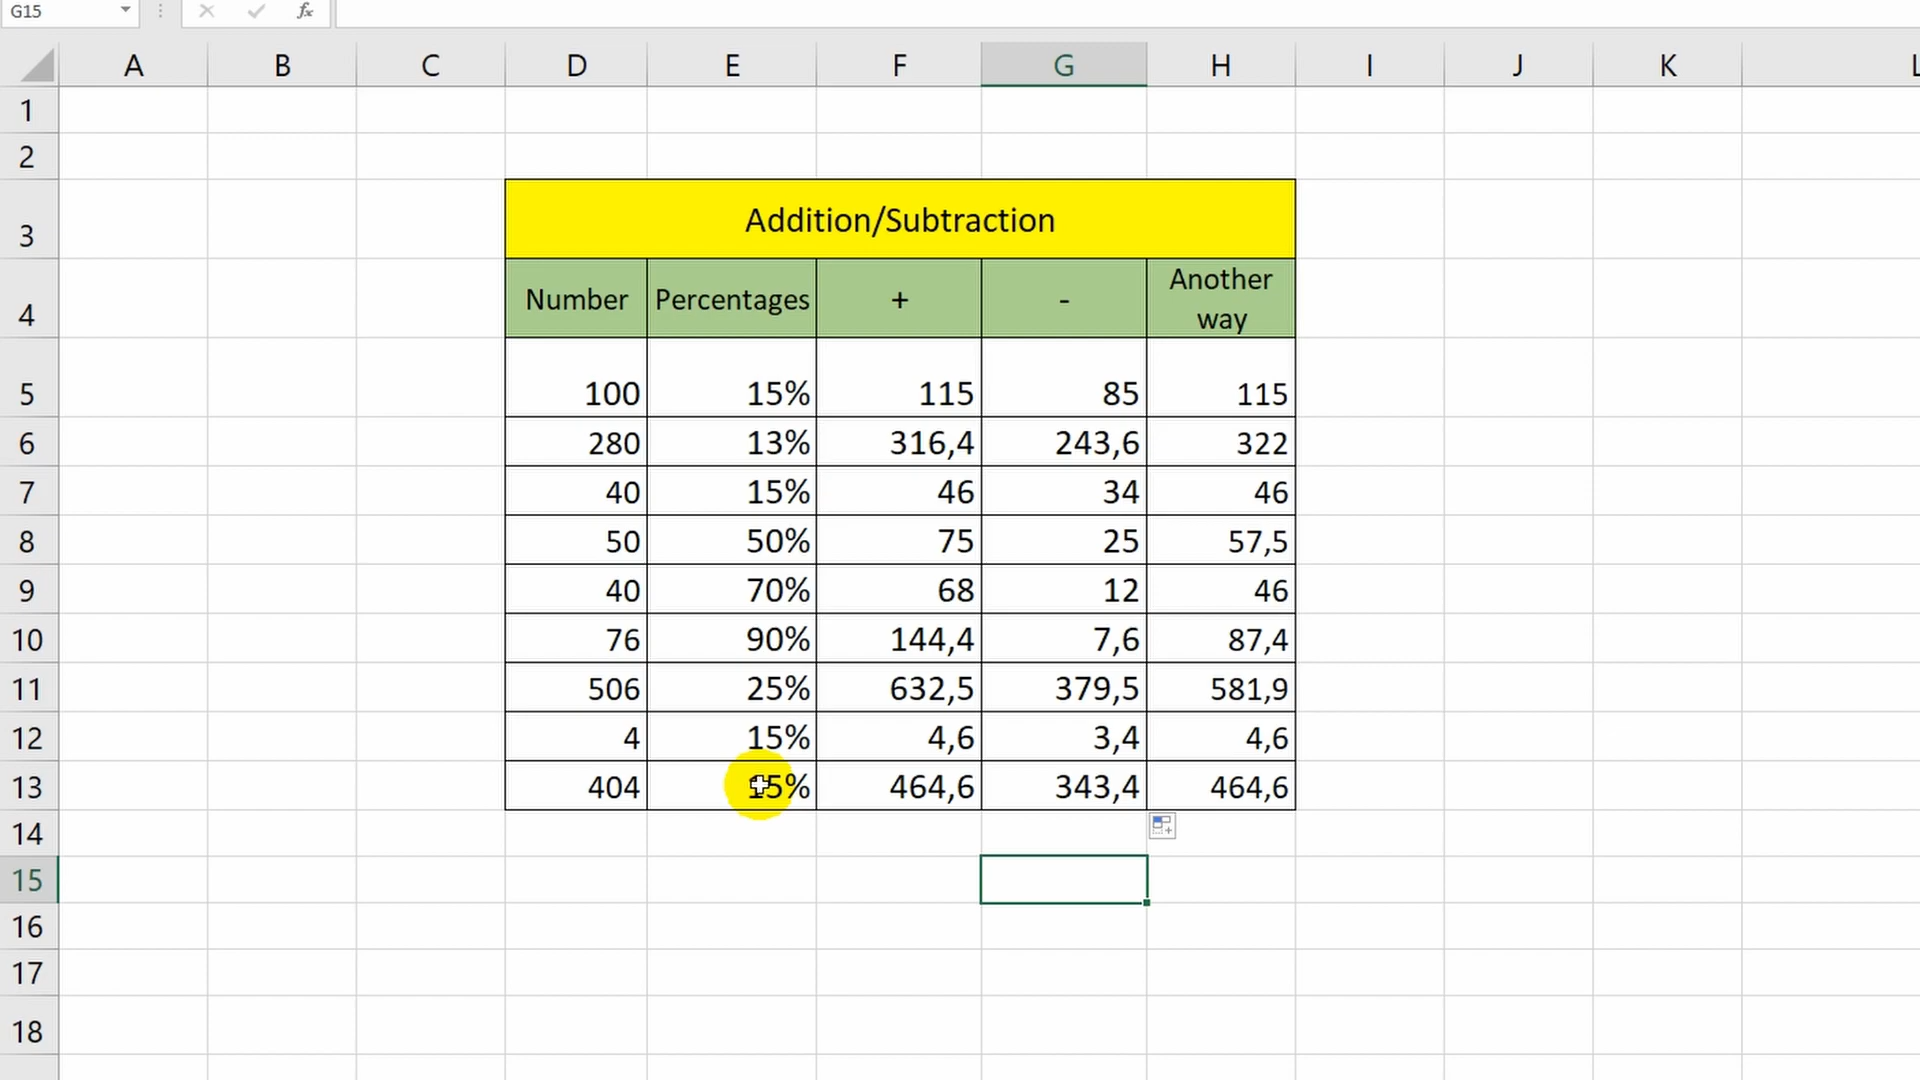 G15 fx
A B C D E F G H I J K L
1
2
3 Addition/Subtraction
4 Number Percentages + - Another way
5 100 15% 115 85 115
6 280 13% 316,4 243,6 322
7 40 15% 46 34 46
8 50 50% 75 25 57,5
9 40 70% 68 12 46
10 76 90% 144,4 7,6 87,4
11 506 25% 632,5 379,5 581,9
12 4 15% 4,6 3,4 4,6
13 404 15% 464,6 343,4 464,6
14
15
16
17
18